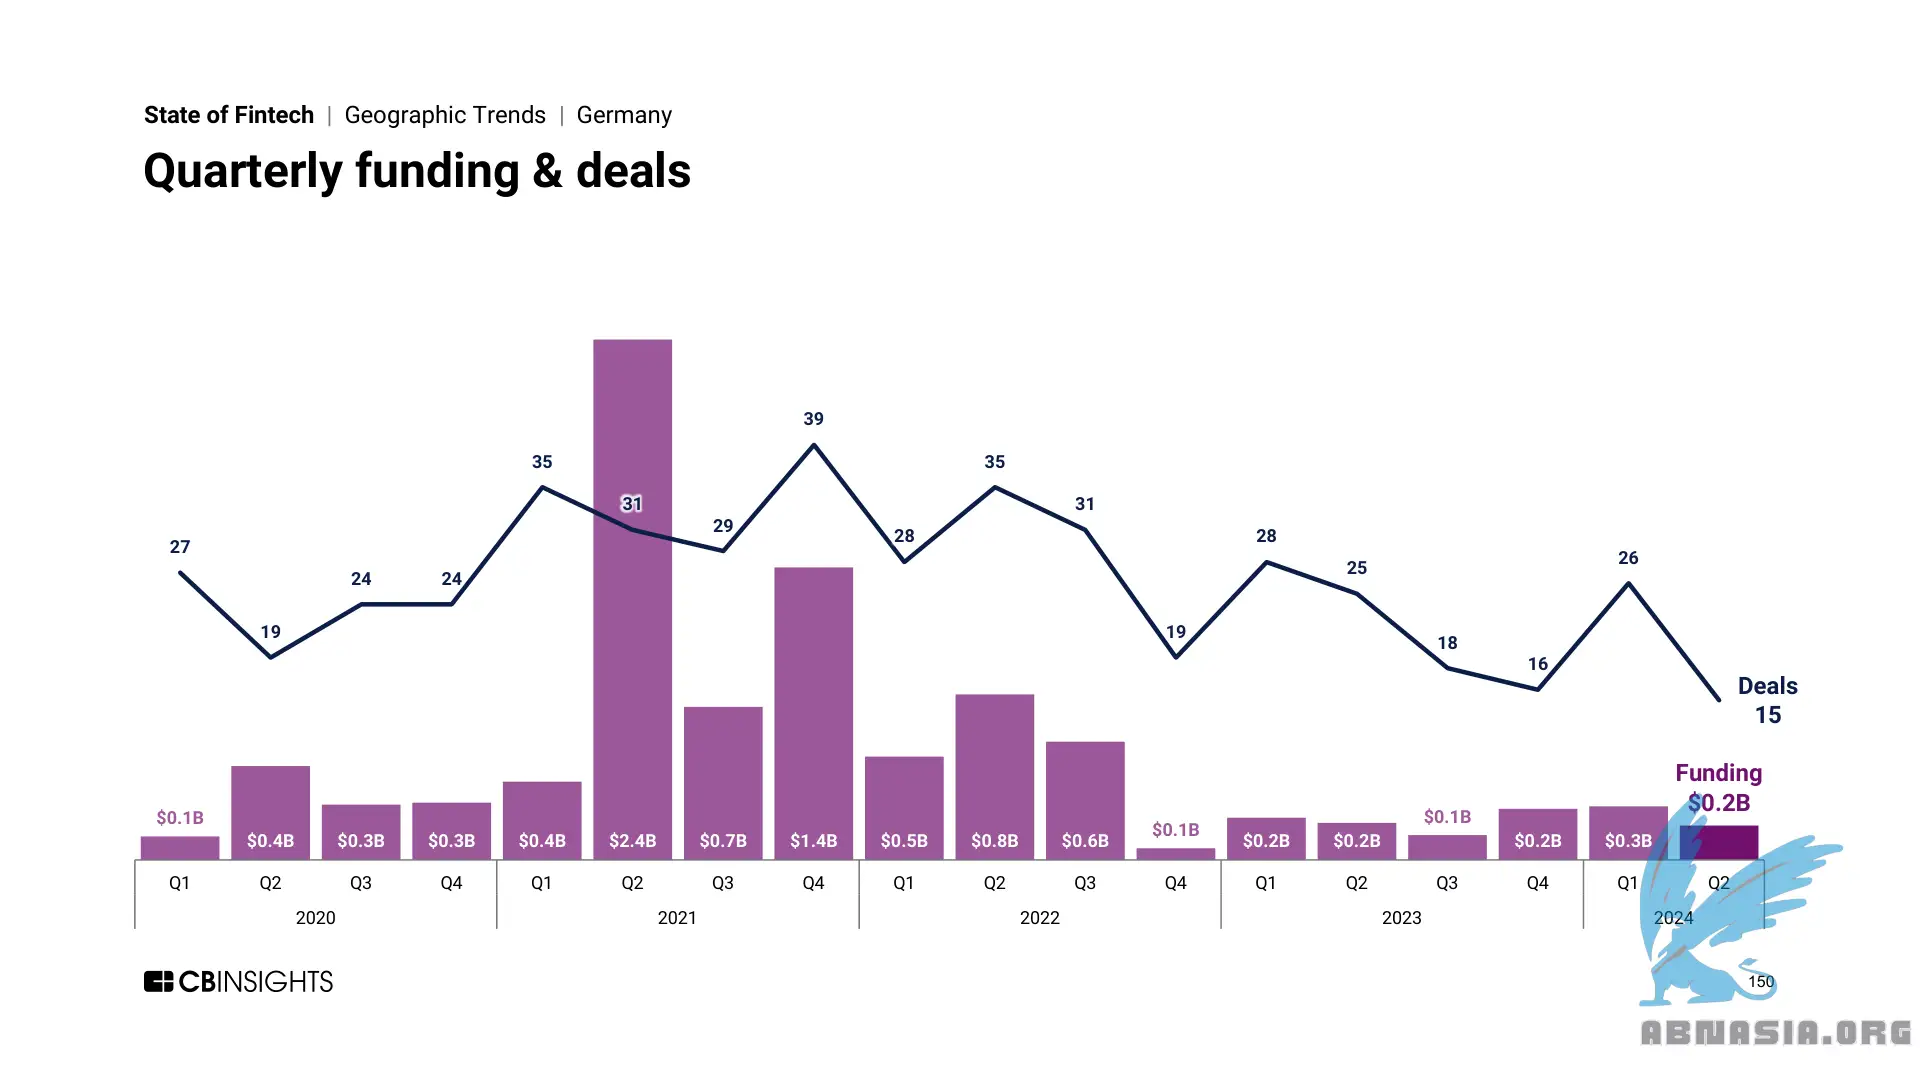 State of Fintech | Geographic Trends | Germany
Quarterly funding & deals
27
19
24
24
35
31
29
39
28
35
31
19
28
25
18
16
26
Deals
15
Funding
$0.2B
$0.1B
$0.4B
$0.3B
$0.3B
$0.4B
$2.4B
$0.7B
$1.4B
$0.5B
$0.8B
$0.6B
$0.1B
$0.2B
$0.2B
$0.1B
$0.2B
$0.3B
Q1 Q2 Q3 Q4 Q1 Q2 Q3 Q4 Q1 Q2 Q3 Q4 Q1 Q2 Q3 Q4 Q1 Q2
2020 2021 2022 2023 2024
CBINSIGHTS
150
ABNASIA.ORG